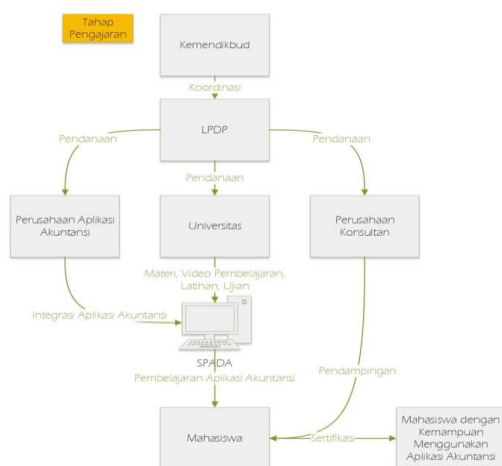 Tahap
Pengajaran
Kemendikbud
Koordinasi
LPDP
Pendanaan
Pendanaan
Pendanaan
Perusahaan Aplikasi
Akuntansi
Universitas
Perusahaan
Konsultan
Materi, Video Pembelajaran,
Latihan, Ujian
Integrasi Aplikasi Akuntansi
SPADA
Pembelajaran Aplikasi Akuntansi
Pendampingan
Mahasiswa
Sertifikasi
Mahasiswa dengan
Kemampuan
Menggunakan
Aplikasi Akuntansi